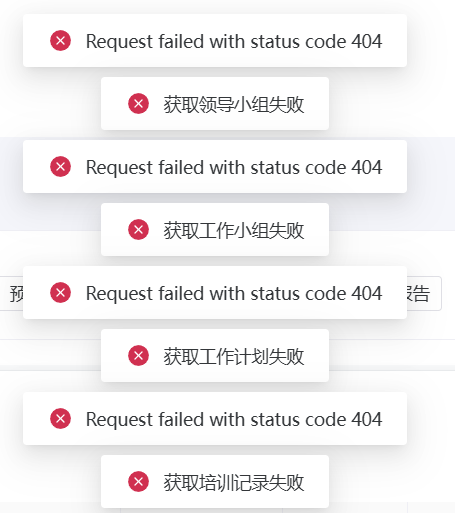 Request failed with status code 404
获取领导小组失败
Request failed with status code 404
获取工作小组失败
预
Request failed with status code 404
报告
获取工作计划失败
Request failed with status code 404
获取培训记录失败